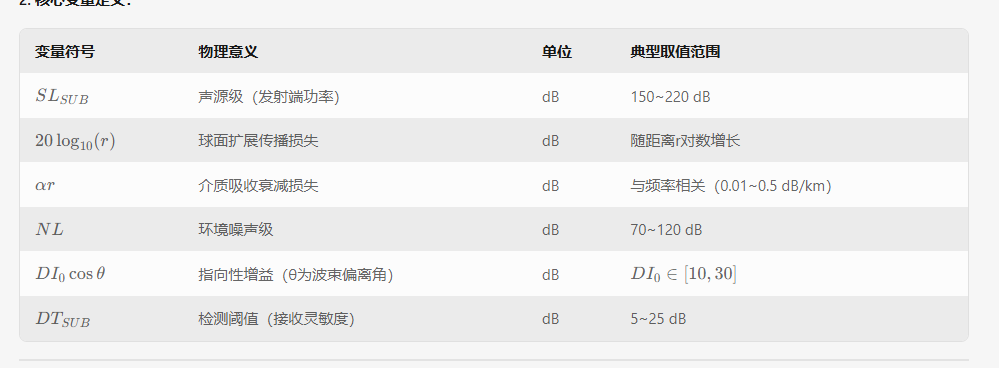 2. 核心变量定义：
变量符号 物理意义 单位 典型取值范围
SL_{SUB} 声源级（发射端功率） dB 150~220 dB
20 log_{10}(r) 球面扩展传播损失 dB 随距离r对数增长
αr 介质吸收衰减损失 dB 与频率相关（0.01~0.5 dB/km）
NL 环境噪声级 dB 70~120 dB
DI_0 cos θ 指向性增益（θ为波束偏离角） dB DI_0 ∈ [10, 30]
DT_{SUB} 检测阈值（接收灵敏度） dB 5~25 dB